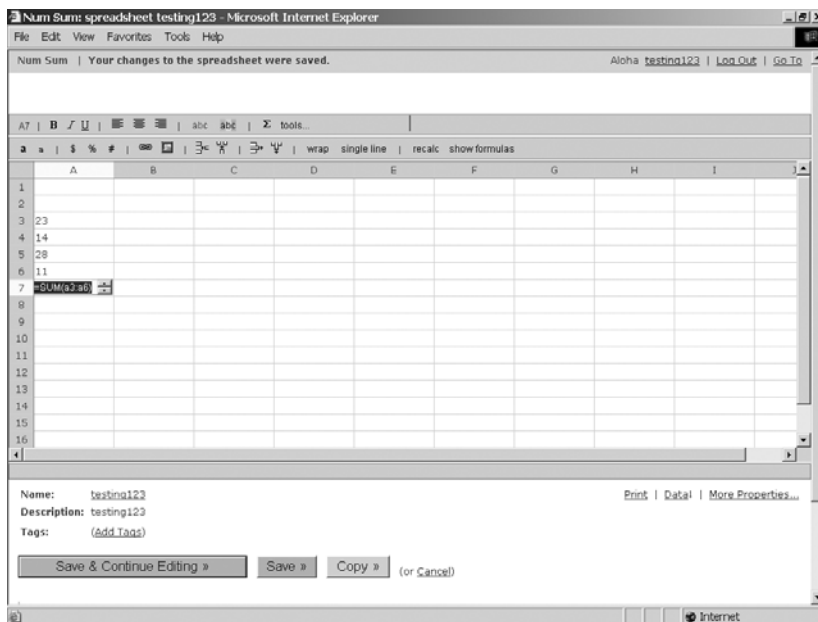 Num Sum: spreadsheet testing123 - Microsoft Internet Explorer
File Edit View Favorites Tools Help
Num Sum | Your changes to the spreadsheet were saved. Aloha testing123 | Log Out | Go To
A7 | B I U | | abc abc | Σ tools...
a a | $ % # | | | wrap single line | recalc show formulas
A B C D E F G H I J
1
2
3 23
4 14
5 28
6 11
7 =SUM(a3:a6)
8
9
10
11
12
13
14
15
16
Name: testing123 Print | Data! | More Properties...
Description: testing123
Tags: (Add Tags)
Save & Continue Editing » Save » Copy » (or Cancel)
Internet